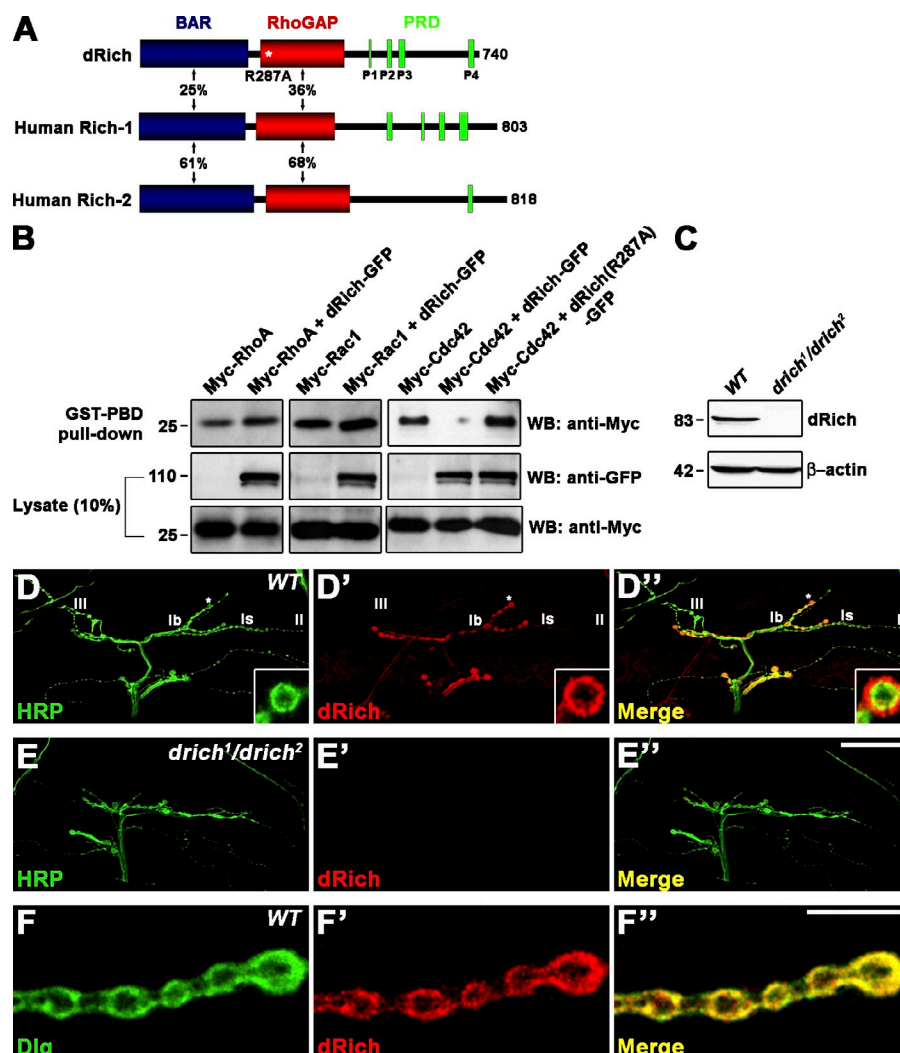 A
BAR RhoGAP PRD
dRich * 740
R287A P1 P2 P3 P4
25% 36%
Human Rich-1 803
61% 68%
Human Rich-2 818
B
Myc-RhoA
Myc-RhoA + dRich-GFP
Myc-Rac1
Myc-Rac1 + dRich-GFP
Myc-Cdc42
Myc-Cdc42 + dRich-GFP
Myc-Cdc42 + dRich(R287A)
-GFP
GST-PBD
pull-down
25
WB: anti-Myc
Lysate (10%)
110
WB: anti-GFP
25
WB: anti-Myc
C
WT
drich¹/drich²
83 dRich
42 β-actin
D WT
III Ib * Is II
HRP
D'
III Ib * Is II
dRich
D''
III Ib * Is
Merge
E drich¹/drich²
HRP
E'
dRich
E''
Merge
F WT
Dlg
F'
dRich
F''
Merge